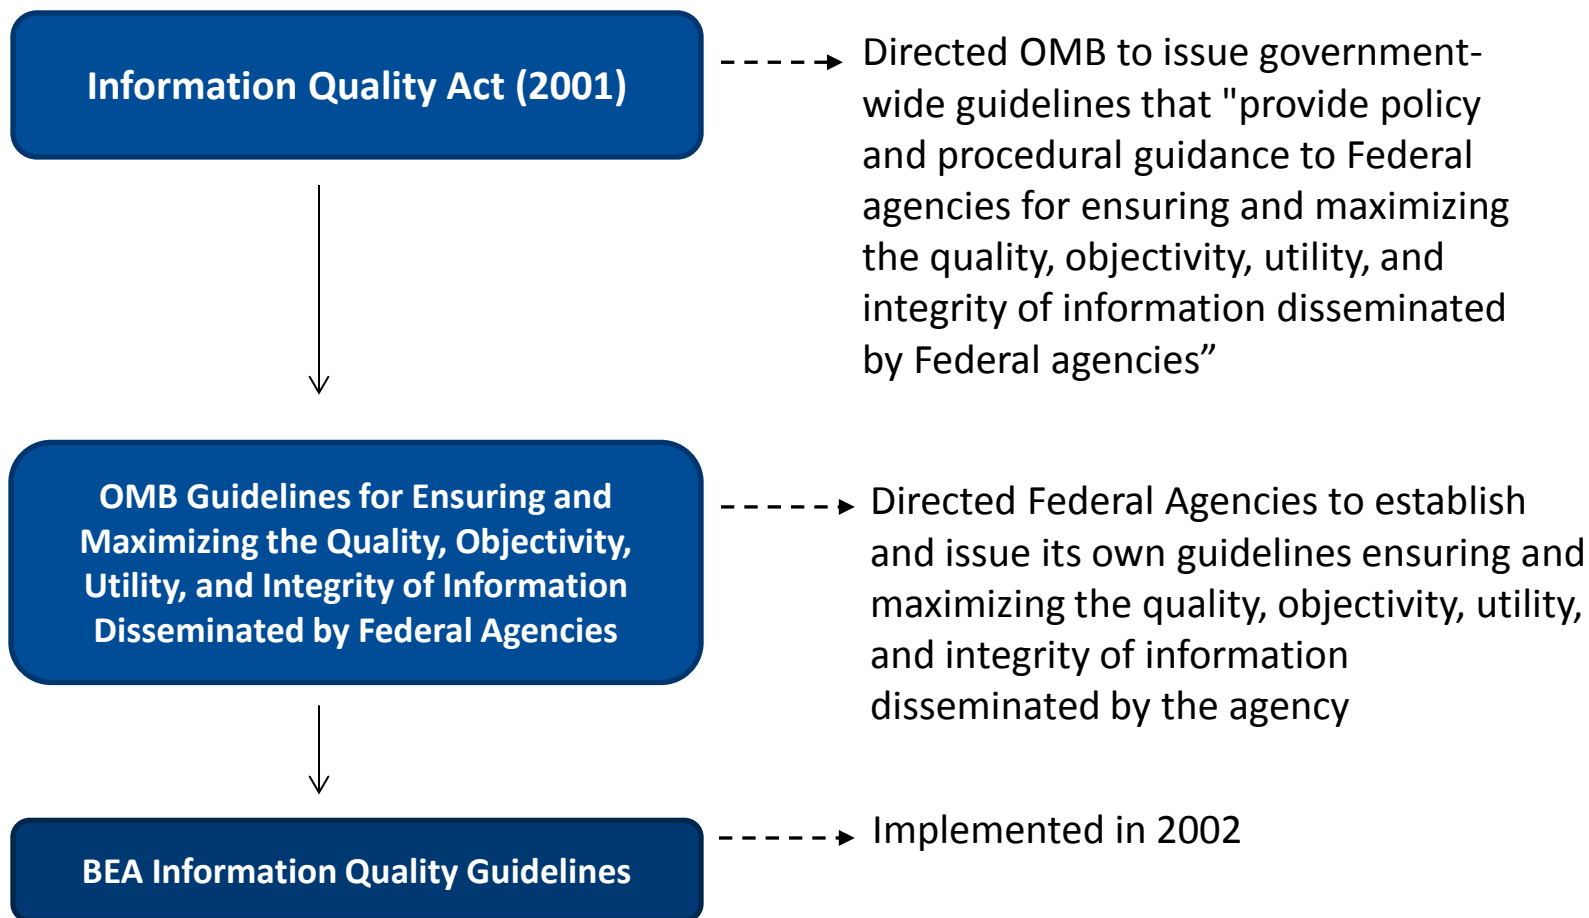 Information Quality Act (2001)
Directed OMB to issue government-
wide guidelines that "provide policy
and procedural guidance to Federal
agencies for ensuring and maximizing
the quality, objectivity, utility, and
integrity of information disseminated
by Federal agencies”
OMB Guidelines for Ensuring and
Maximizing the Quality, Objectivity,
Utility, and Integrity of Information
Disseminated by Federal Agencies
Directed Federal Agencies to establish
and issue its own guidelines ensuring and
maximizing the quality, objectivity, utility,
and integrity of information
disseminated by the agency
BEA Information Quality Guidelines
Implemented in 2002